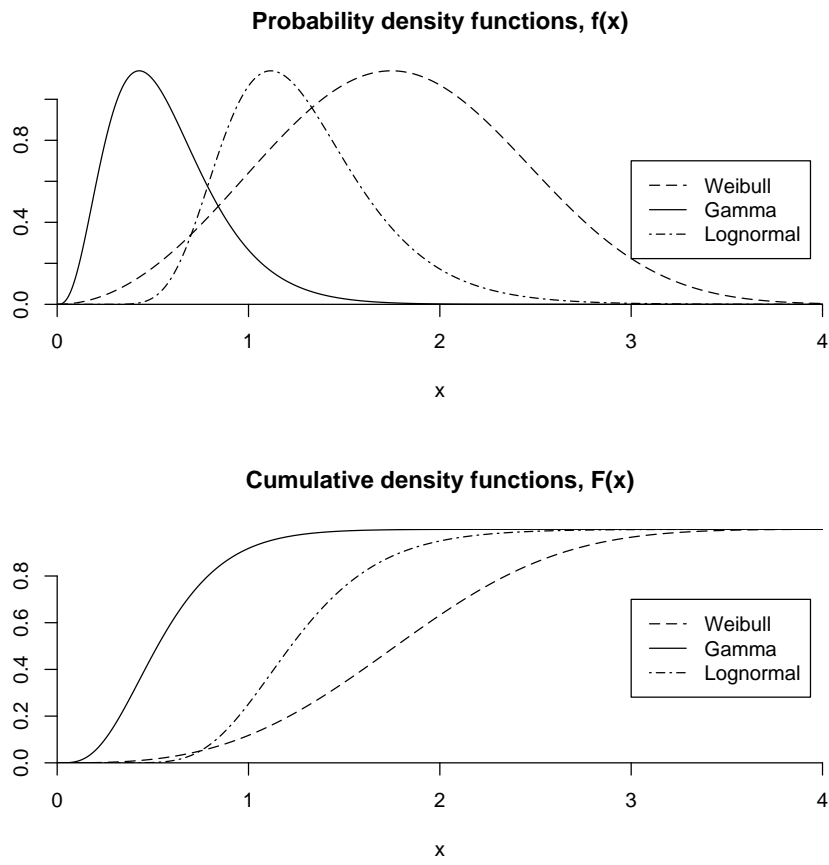 Probability density functions, f(x)
0.8
0.4
0.0
0 1 2 3 4
x
Weibull
Gamma
Lognormal
Cumulative density functions, F(x)
0.8
0.6
0.4
0.2
0.0
0 1 2 3 4
x
Weibull
Gamma
Lognormal